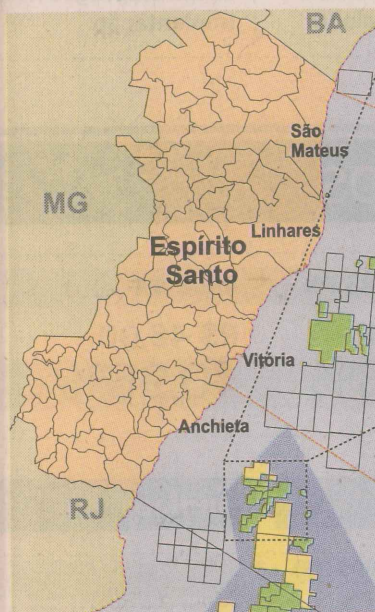 BA
São
Mateus
MG
Linhares
Espírito
Santo
Vitória
Anchieta
RJ